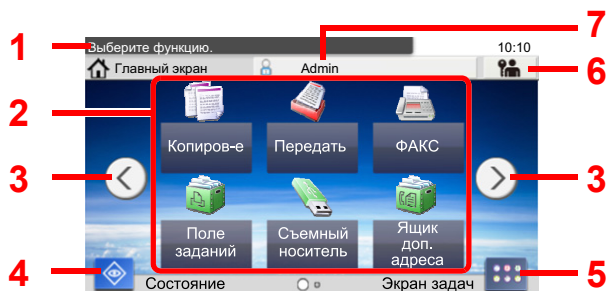 7
1
Выберите функцию.
10:10
Главный экран
Admin
6
2
Копиров-е
Передать
ФАКС
3
3
Поле
заданий
Съемный
носитель
Ящик
доп.
адреса
4
Состояние
Экран задач
5